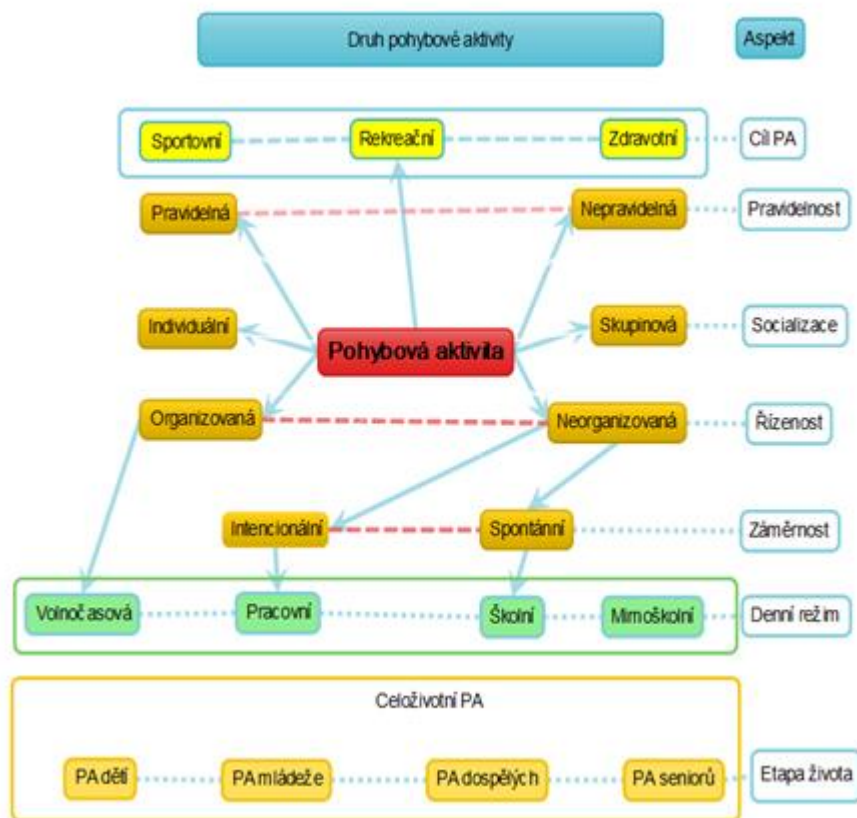 Druh pohybové aktivity
Aspekt
Sportovní
Rekreační
Zdravotní
Cíl PA
Pravidelná
Nepravidelná
Pravidelnost
Individuální
Pohybová aktivita
Skupinová
Socializace
Organizovaná
Neorganizovaná
Řízenost
Intencionální
Spontánní
Záměrnost
Volnočasová
Pracovní
Školní
Mimoškolní
Denní režim
Celoživotní PA
PA dětí
PA mládeže
PA dospělých
PA seniorů
Etapa života